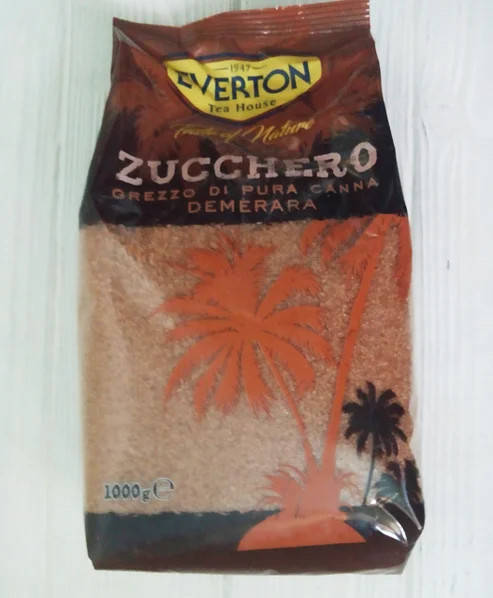 1947
EVERTON
Tea House
Taste of Nature
ZUCCHERO
GREZZO DI PURA CANNA
DEMERARA
1000g ℮